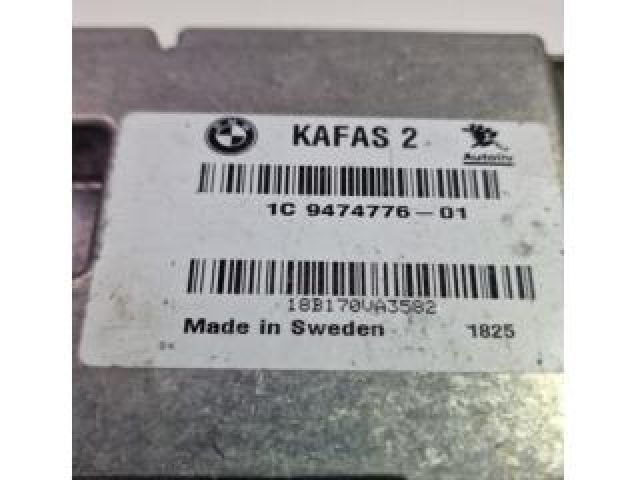 KAFAS 2
Autoliv
1C 9474776-01
18B170VA3582
Made in Sweden 1825